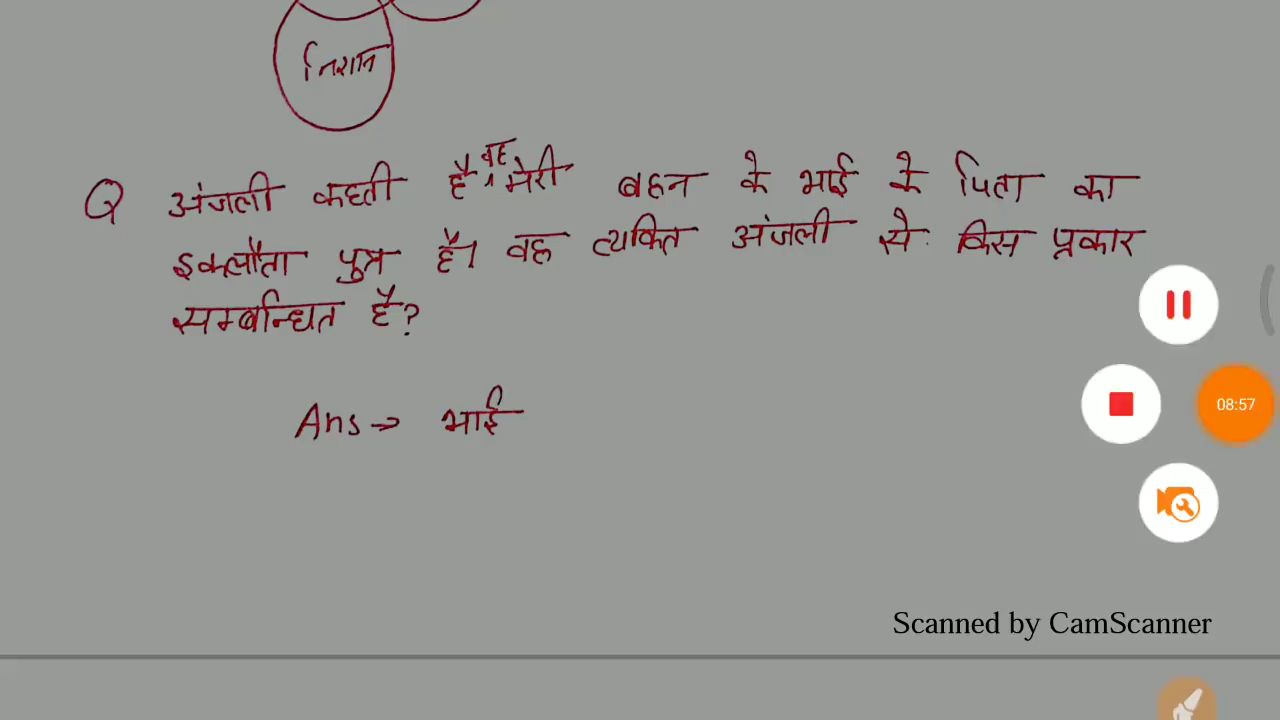 निशान
Q अंजली कहती है वह मेरी बहन के भाई के पिता का
इकलौता पुत्र है। वह व्यक्ति अंजली से किस प्रकार
सम्बन्धित है?
Ans → भाई
08:57
Scanned by CamScanner